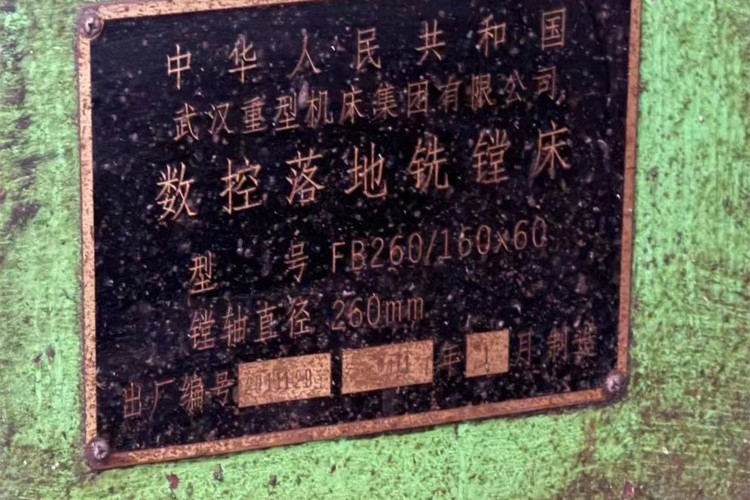 中华人民共和国
武汉重型机床集团有限公司
数控落地铣镗床
型 号 FB260/160x60
镗轴直径 260mm
出厂编号 年 1 月 制造